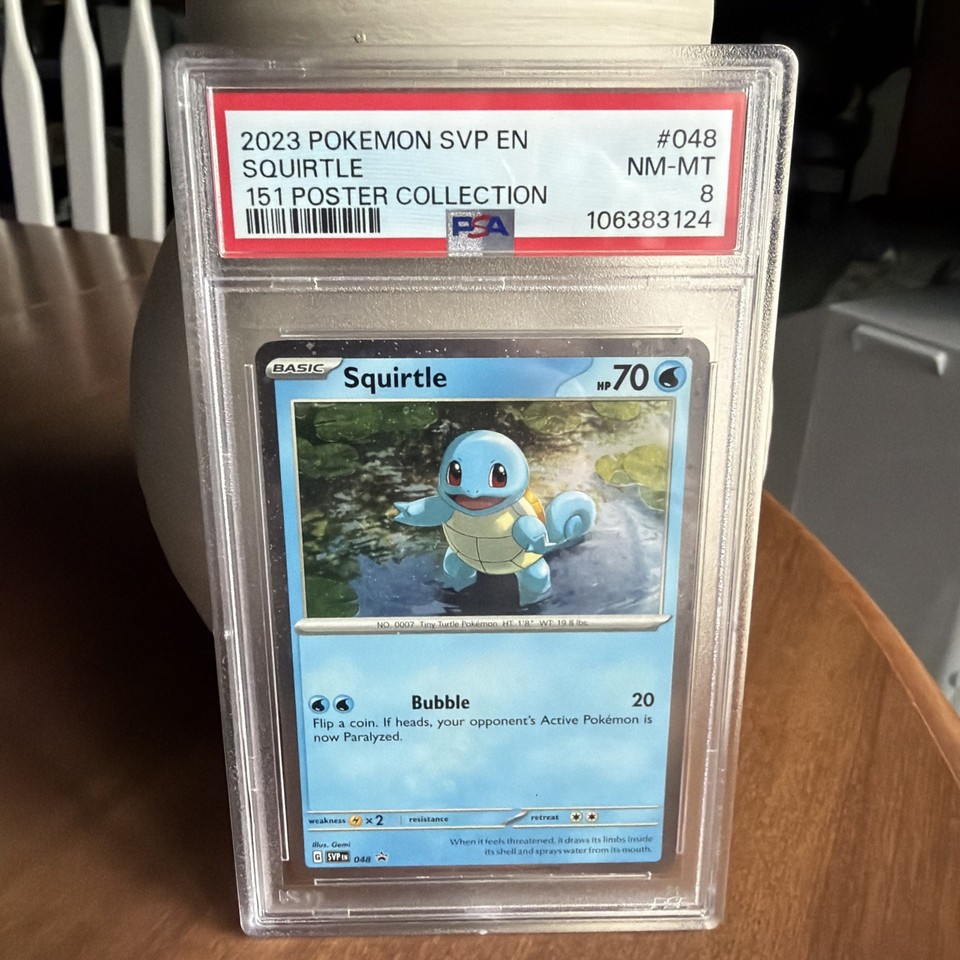 2023 POKEMON SVP EN #048
SQUIRTLE NM-MT
151 POSTER COLLECTION 8
PSA 106383124
BASIC Squirtle HP 70
NO. 0007 Tiny Turtle Pokémon HT: 1'8" WT: 19.8 lbs.
Bubble 20
Flip a coin. If heads, your opponent's Active Pokémon is
now Paralyzed.
weakness ×2 resistance retreat
When it feels threatened, it draws its limbs inside
its shell and sprays water from its mouth.
Illus. Gemi
G SVP EN 048